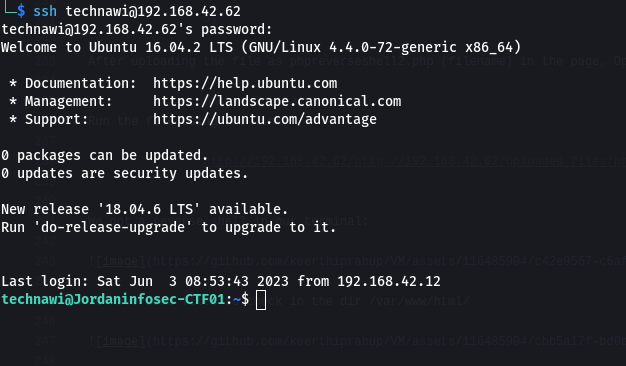 └─$ ssh technawi@192.168.42.62
technawi@192.168.42.62's password:
Welcome to Ubuntu 16.04.2 LTS (GNU/Linux 4.4.0-72-generic x86_64)
* Documentation:  https://help.ubuntu.com
* Management:     https://landscape.canonical.com
* Support:        https://ubuntu.com/advantage
0 packages can be updated.
0 updates are security updates.
New release '18.04.6 LTS' available.
Run 'do-release-upgrade' to upgrade to it.
Last login: Sat Jun  3 08:53:43 2023 from 192.168.42.12
technawi@Jordaninfosec-CTF01:~$